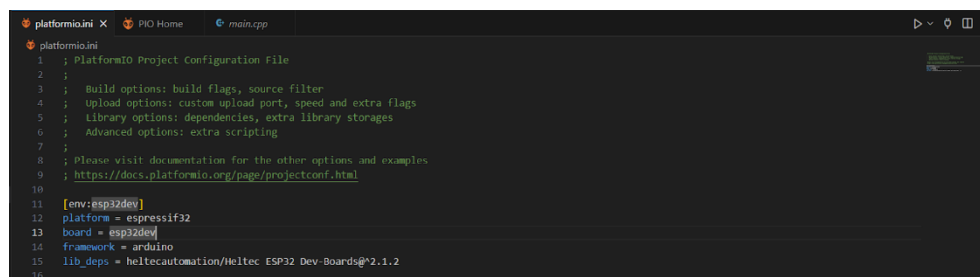 platformio.ini × PIO Home main.cpp
platformio.ini
1 ; PlatformIO Project Configuration File
2 ;
3 ;   Build options: build flags, source filter
4 ;   Upload options: custom upload port, speed and extra flags
5 ;   Library options: dependencies, extra library storages
6 ;   Advanced options: extra scripting
7 ;
8 ; Please visit documentation for the other options and examples
9 ; https://docs.platformio.org/page/projectconf.html
10
11 [env:esp32dev]
12 platform = espressif32
13 board = esp32dev
14 framework = arduino
15 lib_deps = heltecautomation/Heltec ESP32 Dev-Boards@^2.1.2
16